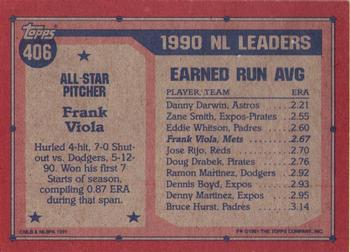 Topps
406
1990 NL LEADERS
ALL-STAR
PITCHER
Frank
Viola
Hurled 4-hit, 7-0 Shut-
out vs. Dodgers, 5-12-
90. Won his first 7
Starts of season,
compiling 0.87 ERA
during that span.
©MLB & MLBPA 1991
EARNED RUN AVG
PLAYER, TEAM ERA
Danny Darwin, Astros 2.21
Zane Smith, Expos-Pirates 2.55
Eddie Whitson, Padres 2.60
Frank Viola, Mets 2.67
Jose Rijo, Reds 2.70
Doug Drabek, Pirates 2.76
Ramon Martinez, Dodgers 2.92
Dennis Boyd, Expos 2.93
Dennis Martinez, Expos 2.95
Bruce Hurst, Padres 3.14
©1991 THE TOPPS COMPANY, INC.